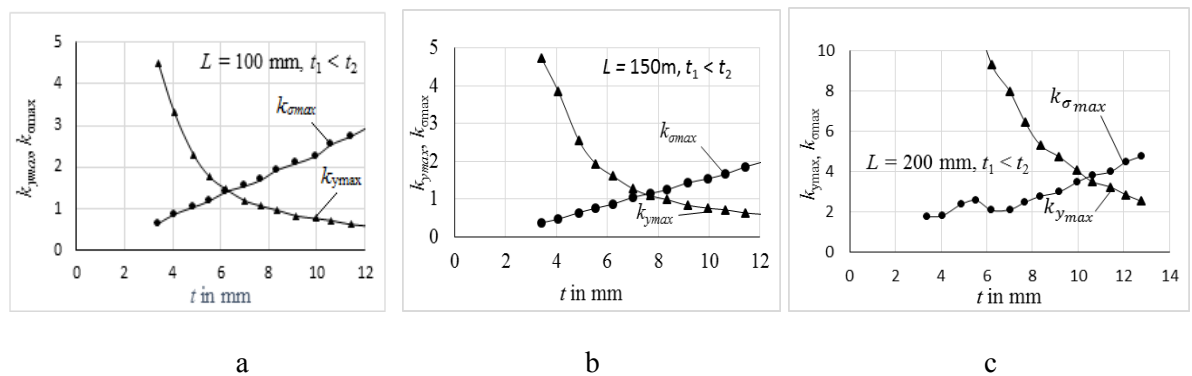 5
4
3
2
1
0
0 2 4 6 8 10 12
L = 100 mm, t1 < t2
kσmax
kymax
kymax, kσmax
t in mm
a
5
4
3
2
1
0
0 2 4 6 8 10 12
L = 150m, t1 < t2
kσmax
kymax
kymax, kσmax
t in mm
b
10
8
6
4
2
0
0 2 4 6 8 10 12 14
kσmax
L = 200 mm, t1 < t2
kymax
kymax, kσmax
t in mm
c